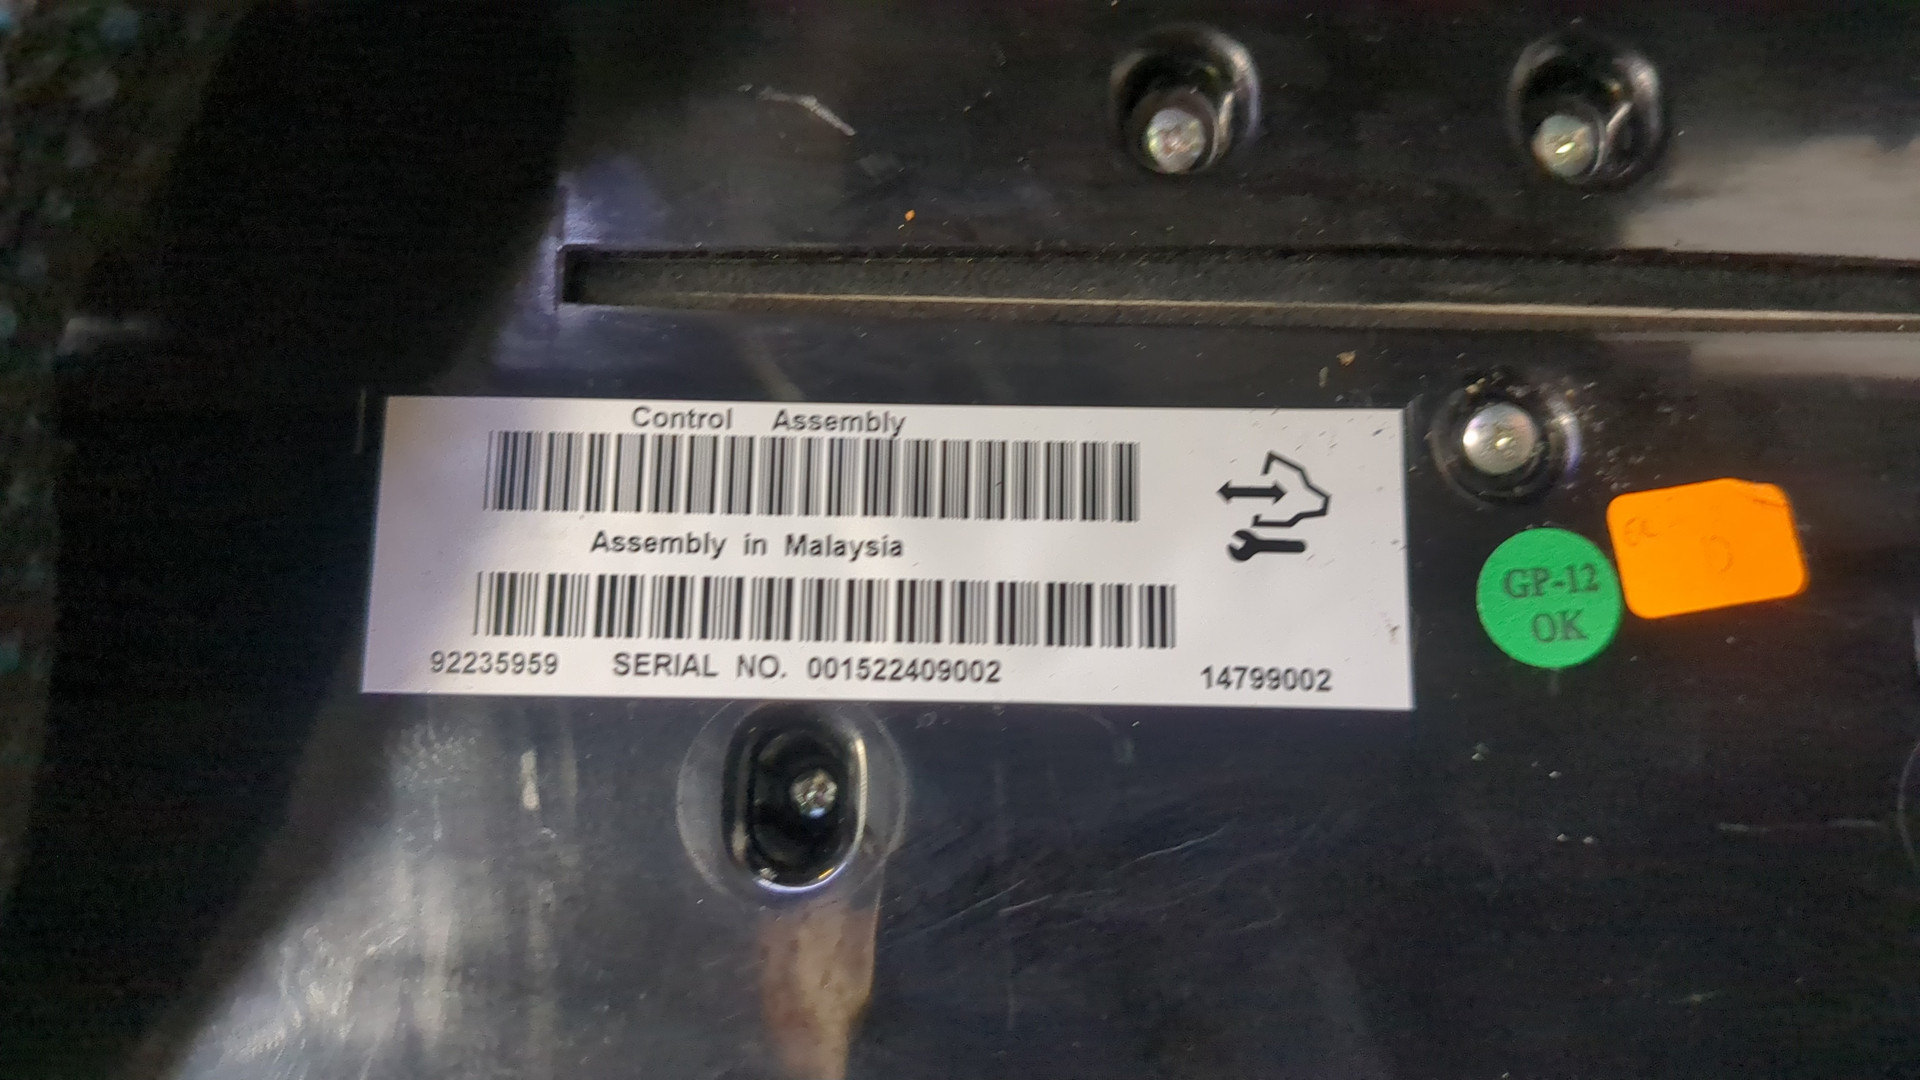 Control Assembly
Assembly in Malaysia
92235959 SERIAL NO. 001522409002 14799002
GP-12
OK